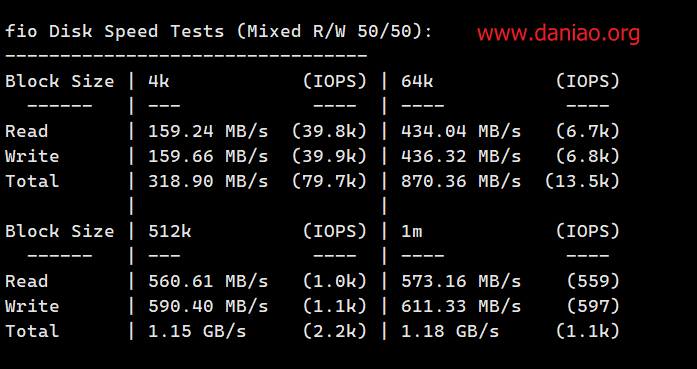 fio Disk Speed Tests (Mixed R/W 50/50): www.daniao.org
---------------------------------
Block Size | 4k            (IOPS) | 64k           (IOPS)
  ------   | ---            ----  | ----           ----
Read       | 159.24 MB/s  (39.8k) | 434.04 MB/s   (6.7k)
Write      | 159.66 MB/s  (39.9k) | 436.32 MB/s   (6.8k)
Total      | 318.90 MB/s  (79.7k) | 870.36 MB/s  (13.5k)
           |                      |
Block Size | 512k          (IOPS) | 1m            (IOPS)
  ------   | ---            ----  | ----           ----
Read       | 560.61 MB/s   (1.0k) | 573.16 MB/s    (559)
Write      | 590.40 MB/s   (1.1k) | 611.33 MB/s    (597)
Total      | 1.15 GB/s     (2.2k) | 1.18 GB/s     (1.1k)